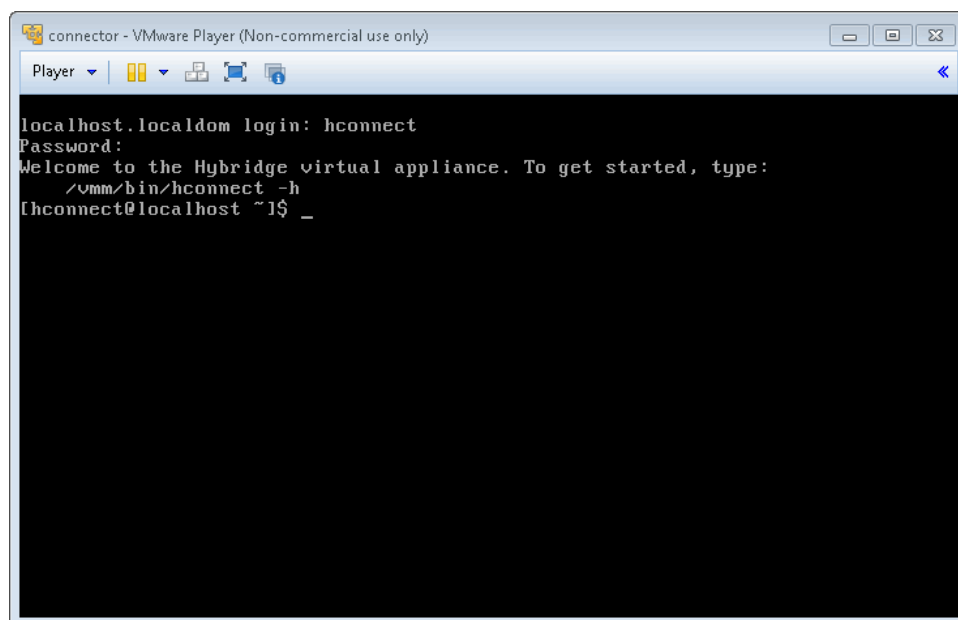 connector - VMware Player (Non-commercial use only)
Player
localhost.localdom login: hconnect
Password:
Welcome to the Hybridge virtual appliance. To get started, type:
    /vmm/bin/hconnect -h
[hconnect@localhost ~]$ _